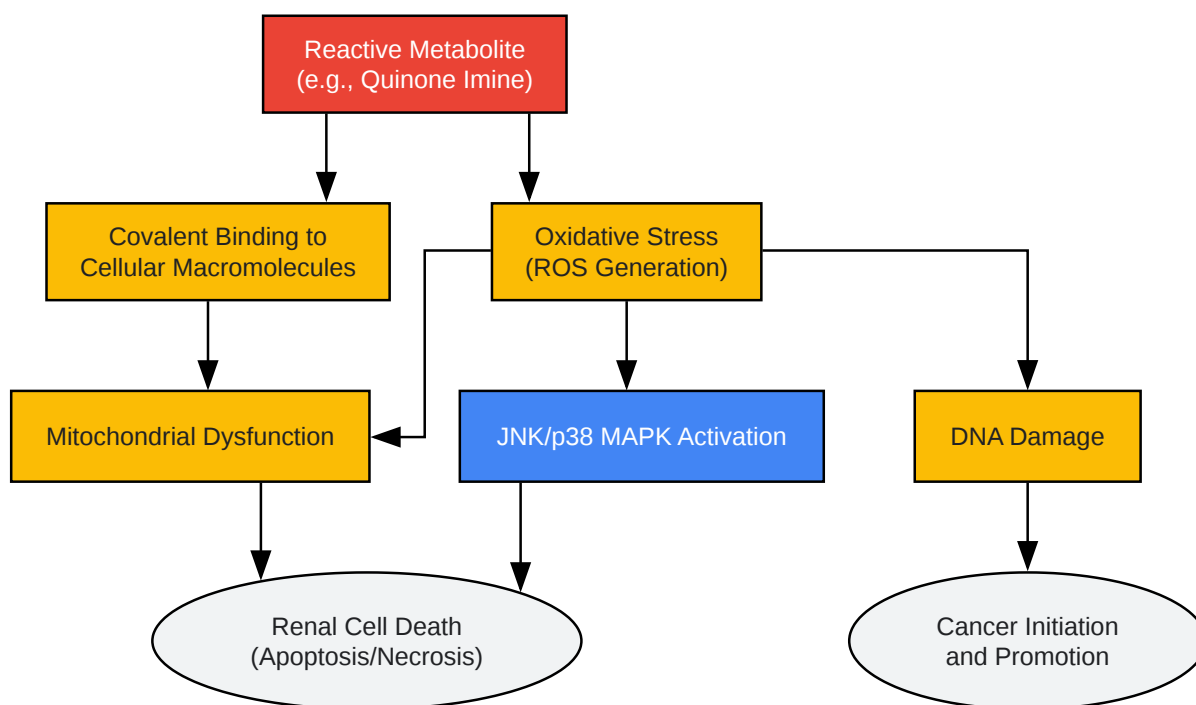 Reactive Metabolite
(e.g., Quinone Imine)
Covalent Binding to
Cellular Macromolecules
Oxidative Stress
(ROS Generation)
Mitochondrial Dysfunction
JNK/p38 MAPK Activation
DNA Damage
Renal Cell Death
(Apoptosis/Necrosis)
Cancer Initiation
and Promotion